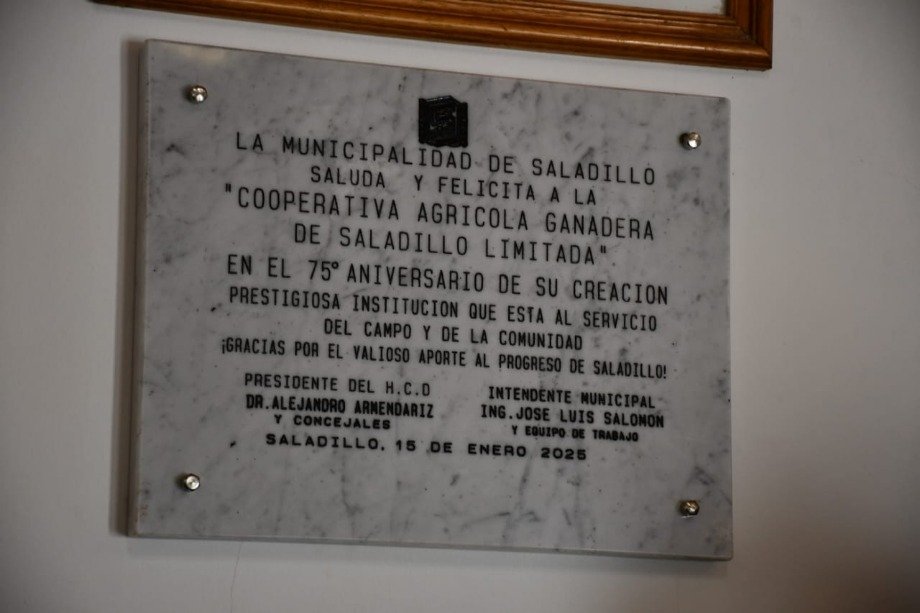 LA MUNICIPALIDAD DE SALADILLO
SALUDA Y FELICITA A LA
"COOPERATIVA AGRICOLA GANADERA
DE SALADILLO LIMITADA"
EN EL 75° ANIVERSARIO DE SU CREACION
PRESTIGIOSA INSTITUCION QUE ESTA AL SERVICIO
DEL CAMPO Y DE LA COMUNIDAD
¡GRACIAS POR EL VALIOSO APORTE AL PROGRESO DE SALADILLO!
PRESIDENTE DEL H.C.D
DR. ALEJANDRO ARMENDARIZ
Y CONCEJALES
INTENDENTE MUNICIPAL
ING. JOSE LUIS SALOMON
Y EQUIPO DE TRABAJO
SALADILLO, 15 DE ENERO 2025